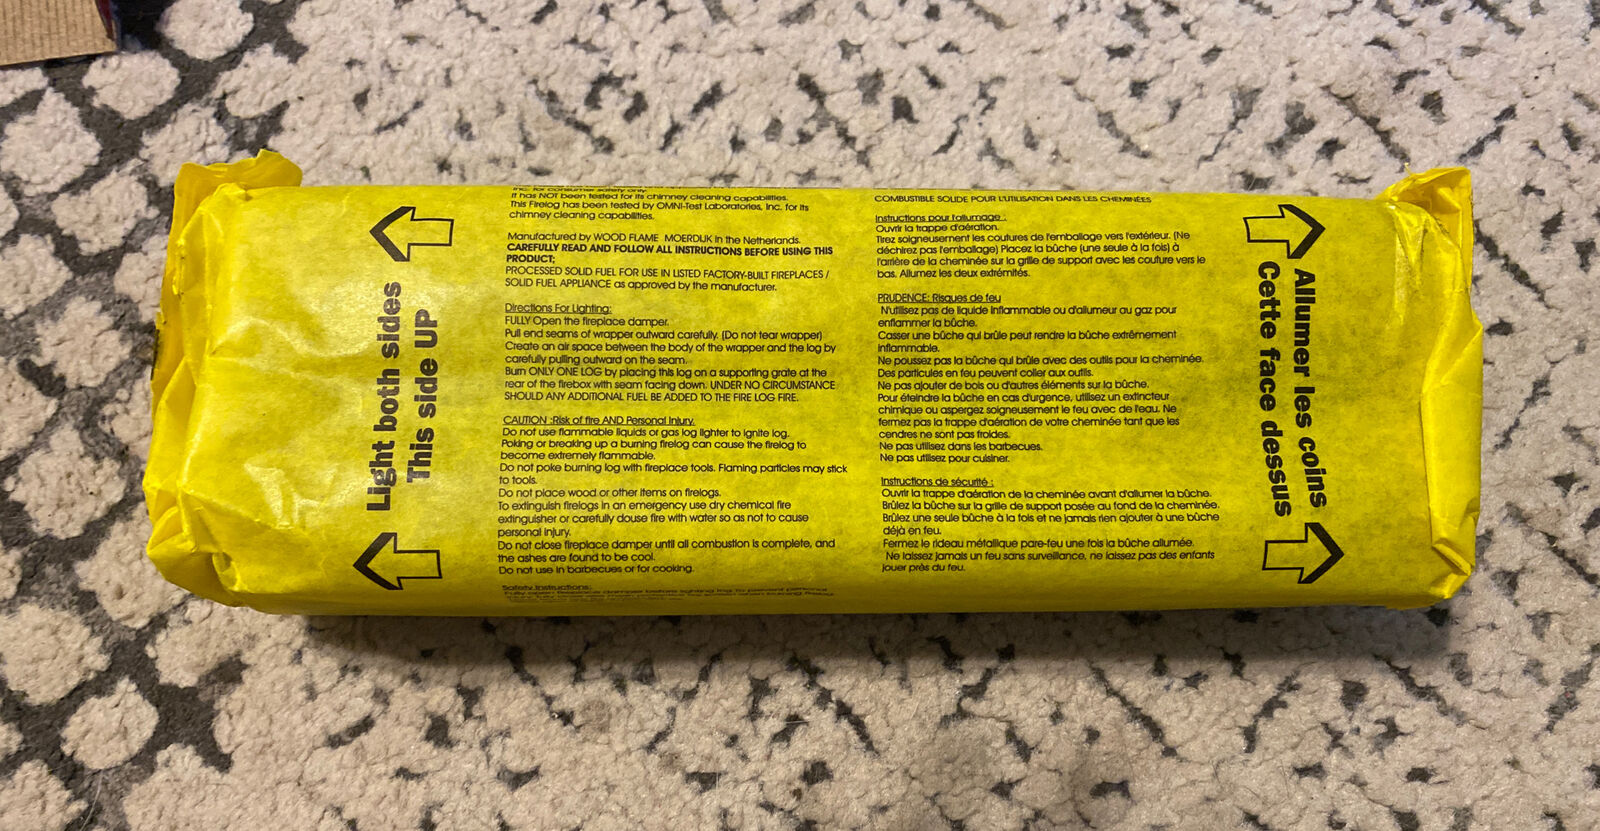 Light both sides
This side UP
Inc. for consumer safety only.
It has NOT been tested for its chimney cleaning capabilities.
This Firelog has been tested by OMNI-Test Laboratories, Inc. for its
chimney cleaning capabilities.
Manufactured by WOOD FLAME MOERDIJK in the Netherlands.
CAREFULLY READ AND FOLLOW ALL INSTRUCTIONS BEFORE USING THIS
PRODUCT;
PROCESSED SOLID FUEL FOR USE IN LISTED FACTORY-BUILT FIREPLACES /
SOLID FUEL APPLIANCE as approved by the manufacturer.
Directions For Lighting:
FULLY Open the fireplace damper.
Pull end seams of wrapper outward carefully. (Do not tear wrapper)
Create an air space between the body of the wrapper and the log by
carefully pulling outward on the seam.
Burn ONLY ONE LOG by placing this log on a supporting grate at the
rear of the firebox with seam facing down. UNDER NO CIRCUMSTANCE
SHOULD ANY ADDITIONAL FUEL BE ADDED TO THE FIRE LOG FIRE.
CAUTION :Risk of fire AND Personal Injury.
Do not use flammable liquids or gas log lighter to ignite log.
Poking or breaking up a burning firelog can cause the firelog to
become extremely flammable.
Do not poke burning log with fireplace tools. Flaming particles may stick
to tools.
Do not place wood or other items on firelogs.
To extinguish firelogs in an emergency use dry chemical fire
extinguisher or carefully douse fire with water so as not to cause
personal injury.
Do not close fireplace damper until all combustion is complete, and
the ashes are found to be cool.
Do not use in barbecues or for cooking.
Safety Instructions:
Fully open fireplace damper before lighting log to prevent personal
COMBUSTIBLE SOLIDE POUR L'UTILISATION DANS LES CHEMINÉES
Instructions pour l'allumage :
Ouvrir la trappe d'aération.
Tirez soigneusement les coutures de l'emballage vers l'extérieur. (Ne
déchirez pas l'emballage) Placez la bûche (une seule à la fois) à
l'arrière de la cheminée sur la grille de support avec les couture vers le
bas. Allumez les deux extrémités.
PRUDENCE: Risques de feu
N'utilisez pas de liquide inflammable ou d'allumeur au gaz pour
enflammer la bûche.
Casser une bûche qui brûle peut rendre la bûche extrêmement
inflammable.
Ne poussez pas la bûche qui brûle avec des outils pour la cheminée.
Des particules en feu peuvent coller aux outils.
Ne pas ajouter de bois ou d'autres éléments sur la bûche.
Pour éteindre la bûche en cas d'urgence, utilisez un extincteur
chimique ou aspergez soigneusement le feu avec de l'eau. Ne
fermez pas la trappe d'aération de votre cheminée tant que les
cendres ne sont pas froides.
Ne pas utilisez dans les barbecues.
Ne pas utilisez pour cuisiner.
Instructions de sécurité :
Ouvrir la trappe d'aération de la cheminée avant d'allumer la bûche.
Brûlez la bûche sur la grille de support posée au fond de la cheminée.
Brûlez une seule bûche à la fois et ne jamais rien ajouter à une bûche
déjà en feu.
Fermez le rideau métallique pare-feu une fois la bûche allumée.
Ne laissez jamais un feu sans surveillance, ne laissez pas des enfants
jouer près du feu.
Allumer les coins
Cette face dessus